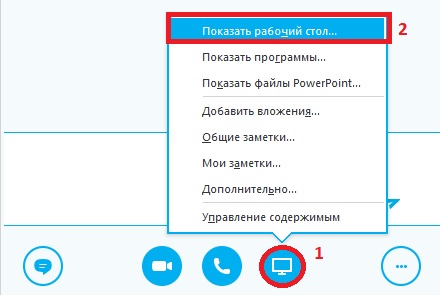 Показать рабочий стол...
2
Показать программы...
Показать файлы PowerPoint...
Добавить вложения...
Общие заметки...
Мои заметки...
Дополнительно...
Управление содержимым
1